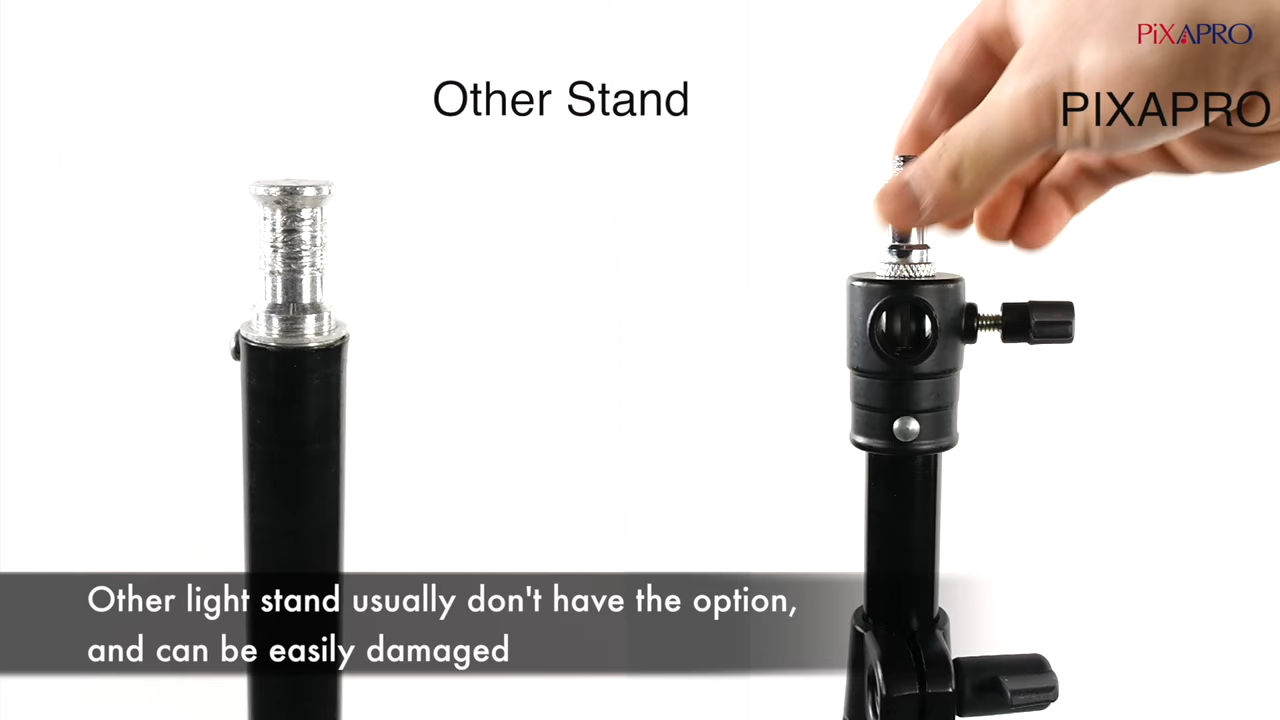 PiXAPRO
Other Stand
PIXAPRO
Other light stand usually don't have the option,
and can be easily damaged